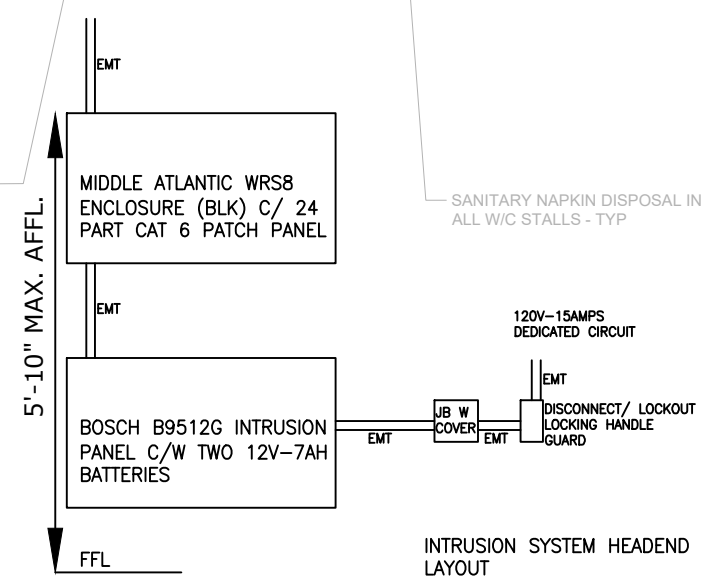 EMT
MIDDLE ATLANTIC WRS8
ENCLOSURE (BLK) C/ 24
PART CAT 6 PATCH PANEL
5'-10" MAX. AFFL.
SANITARY NAPKIN DISPOSAL IN
ALL W/C STALLS - TYP
EMT
120V-15AMPS
DEDICATED CIRCUIT
EMT
BOSCH B9512G INTRUSION
PANEL C/W TWO 12V-7AH
BATTERIES
EMT
JB W
COVER
EMT
DISCONNECT/ LOCKOUT
LOCKING HANDLE
GUARD
FFL
INTRUSION SYSTEM HEADEND
LAYOUT